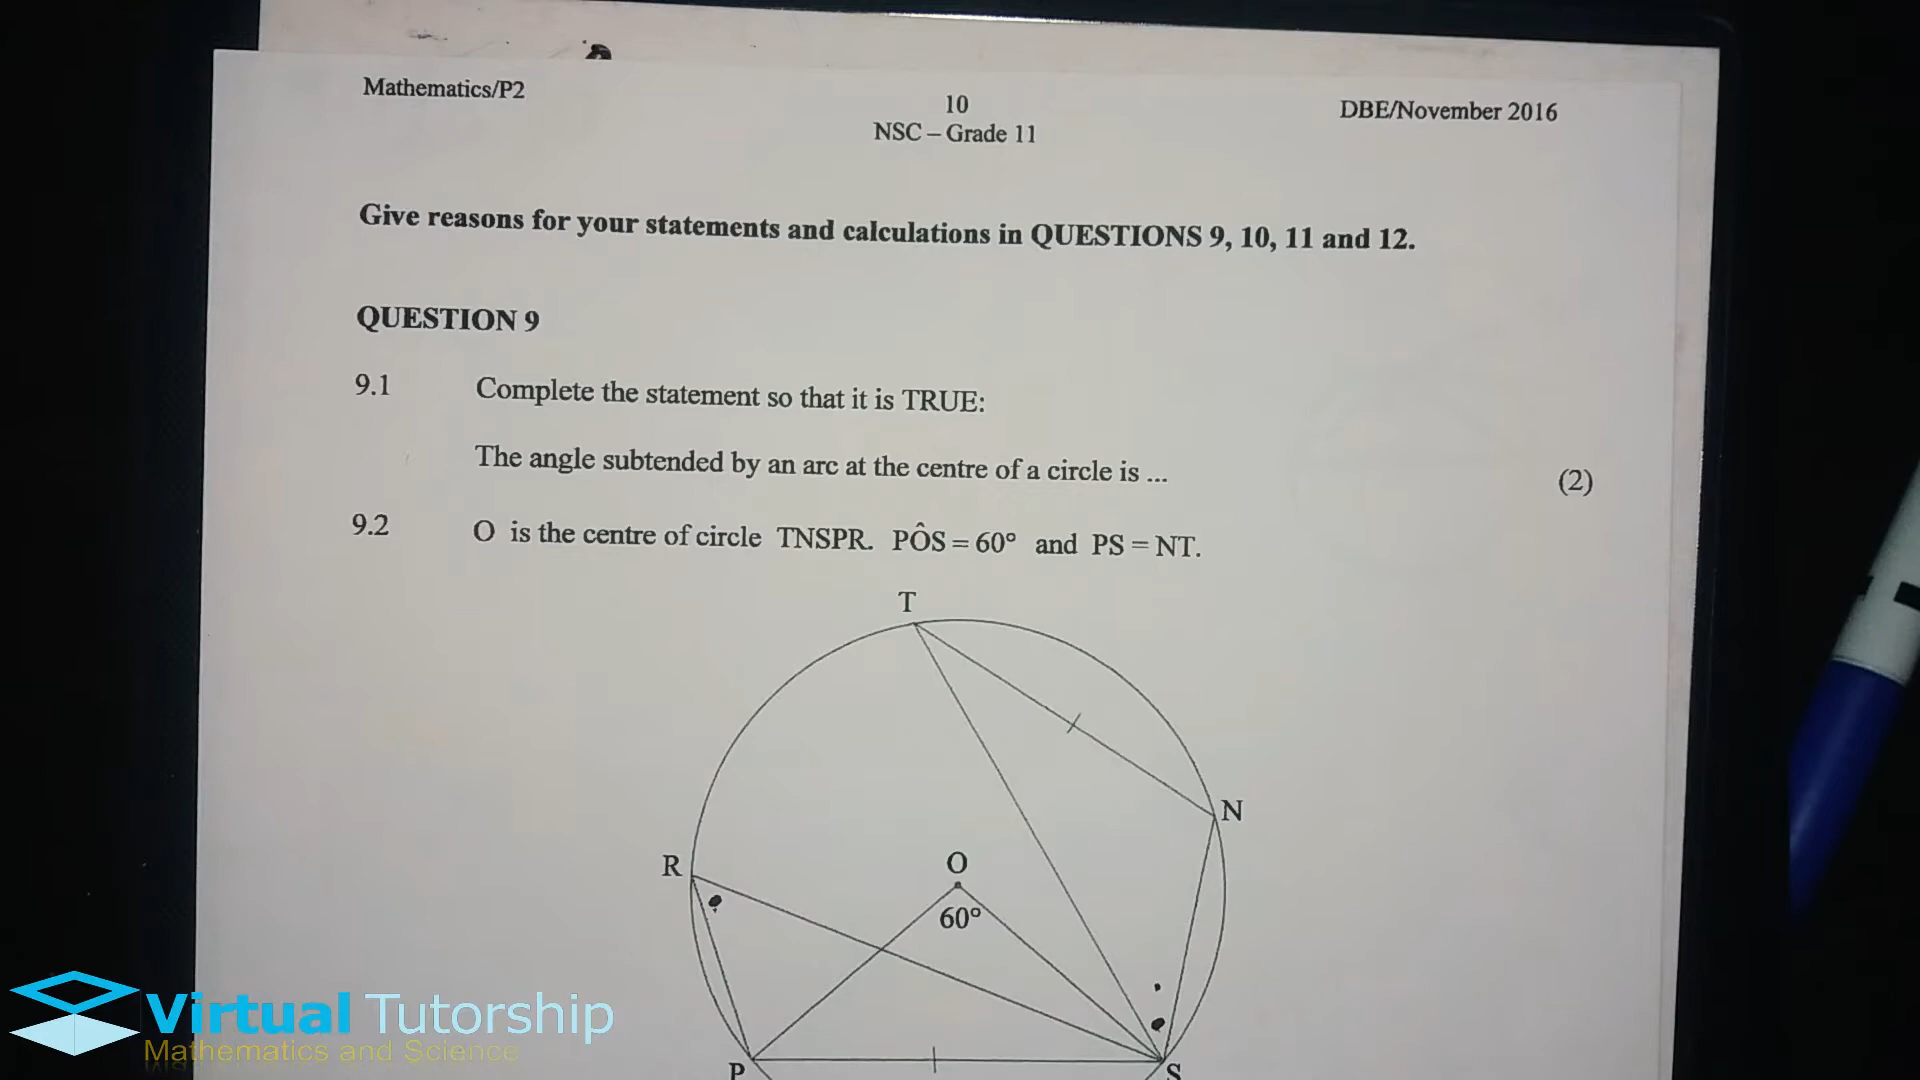 Mathematics/P2
10
NSC – Grade 11
DBE/November 2016
Give reasons for your statements and calculations in QUESTIONS 9, 10, 11 and 12.
QUESTION 9
9.1 Complete the statement so that it is TRUE:
The angle subtended by an arc at the centre of a circle is ... (2)
9.2 O is the centre of circle TNSPR. PÔS = 60° and PS = NT.
T
N
R
O
60°
P
S
Virtual Tutorship
Mathematics and Science